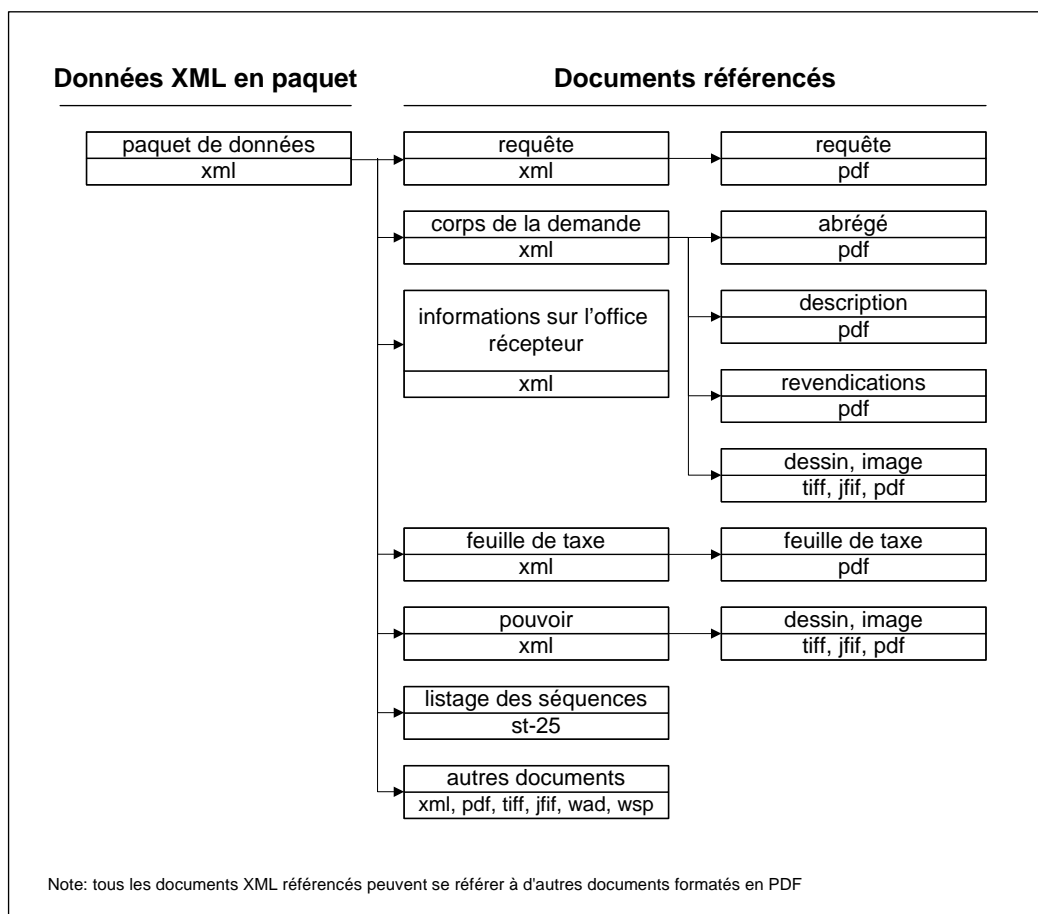 Données XML en paquet
Documents référencés
paquet de données
xml
requête
xml
requête
pdf
corps de la demande
xml
abrégé
pdf
informations sur l'office
récepteur
xml
description
pdf
revendications
pdf
dessin, image
tiff, jfif, pdf
feuille de taxe
xml
feuille de taxe
pdf
pouvoir
xml
dessin, image
tiff, jfif, pdf
listage des séquences
st-25
autres documents
xml, pdf, tiff, jfif, wad, wsp
Note: tous les documents XML référencés peuvent se référer à d'autres documents formatés en PDF